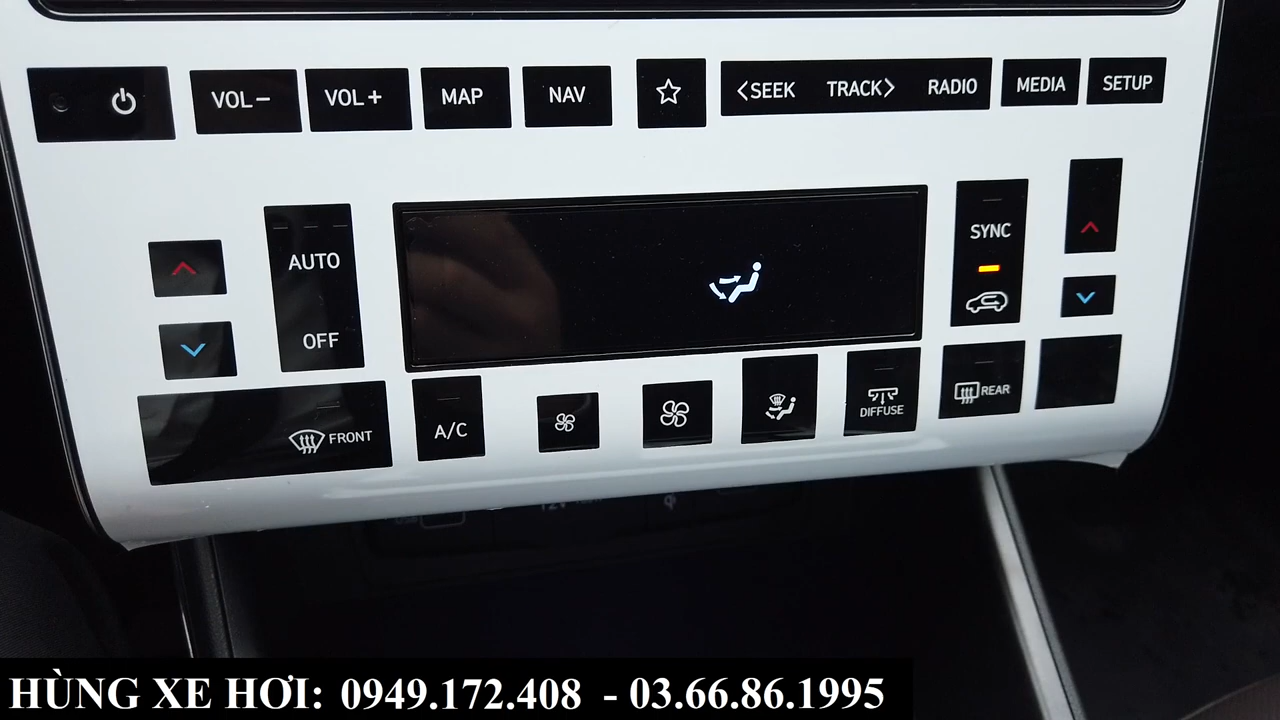 VOL− VOL+ MAP NAV <SEEK TRACK> RADIO MEDIA SETUP
AUTO SYNC
OFF
FRONT A/C DIFFUSE REAR
12V
HÙNG XE HƠI: 0949.172.408 - 03.66.86.1995